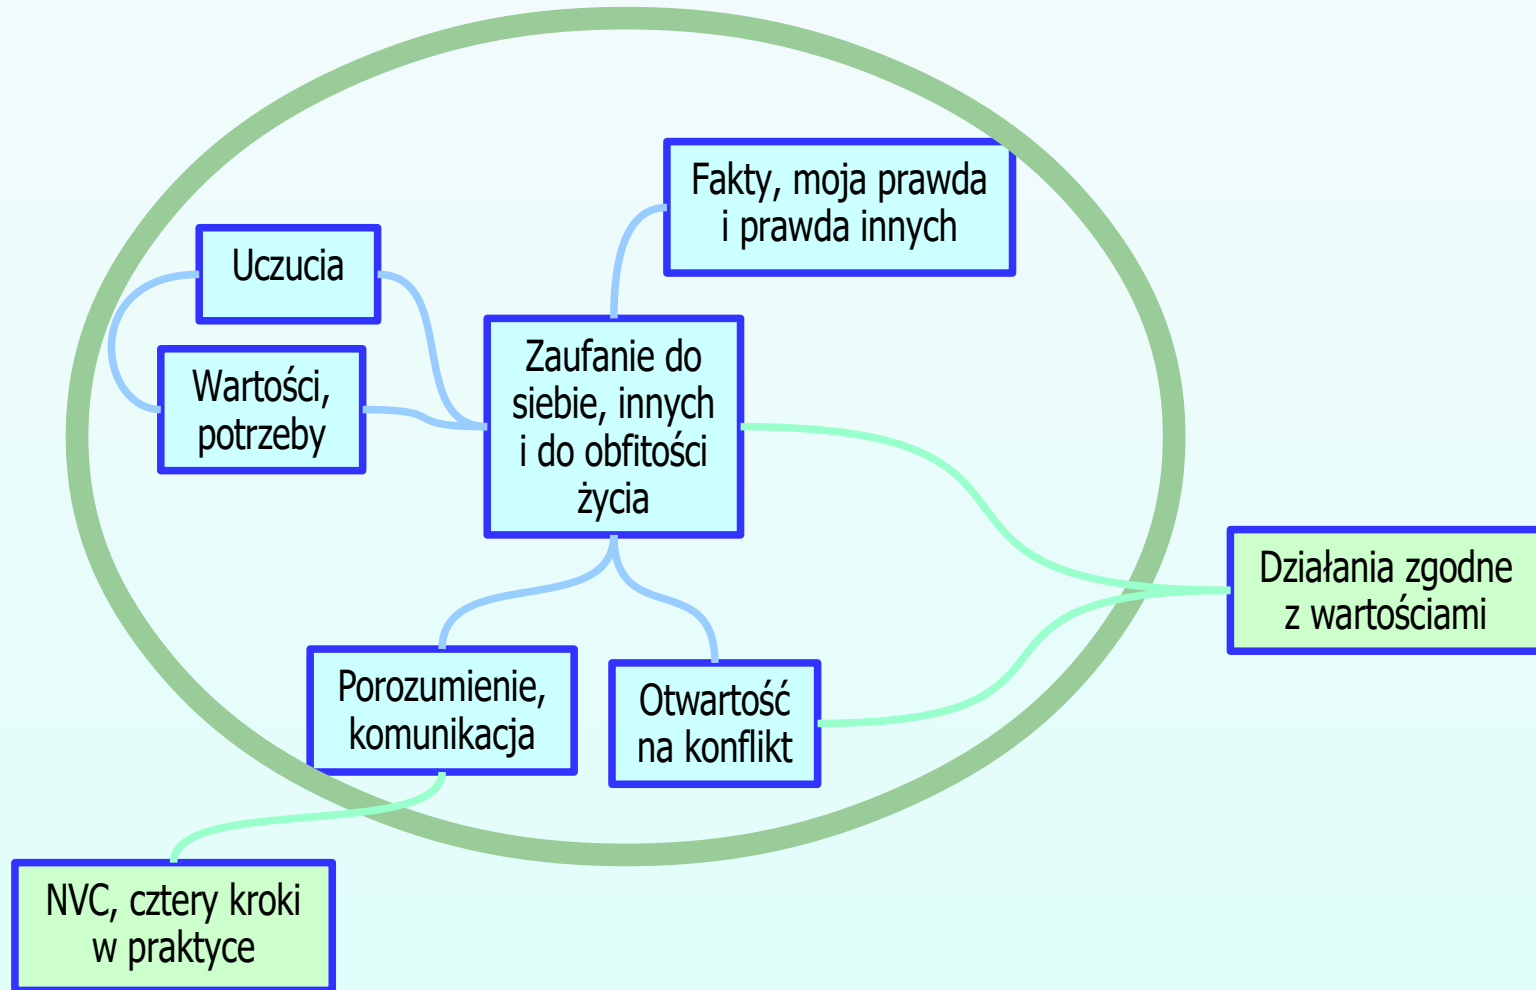 Fakty, moja prawda
i prawda innych
Uczucia
Wartości,
potrzeby
Zaufanie do
siebie, innych
i do obfitości
życia
Działania zgodne
z wartościami
Porozumienie,
komunikacja
Otwartość
na konflikt
NVC, cztery kroki
w praktyce